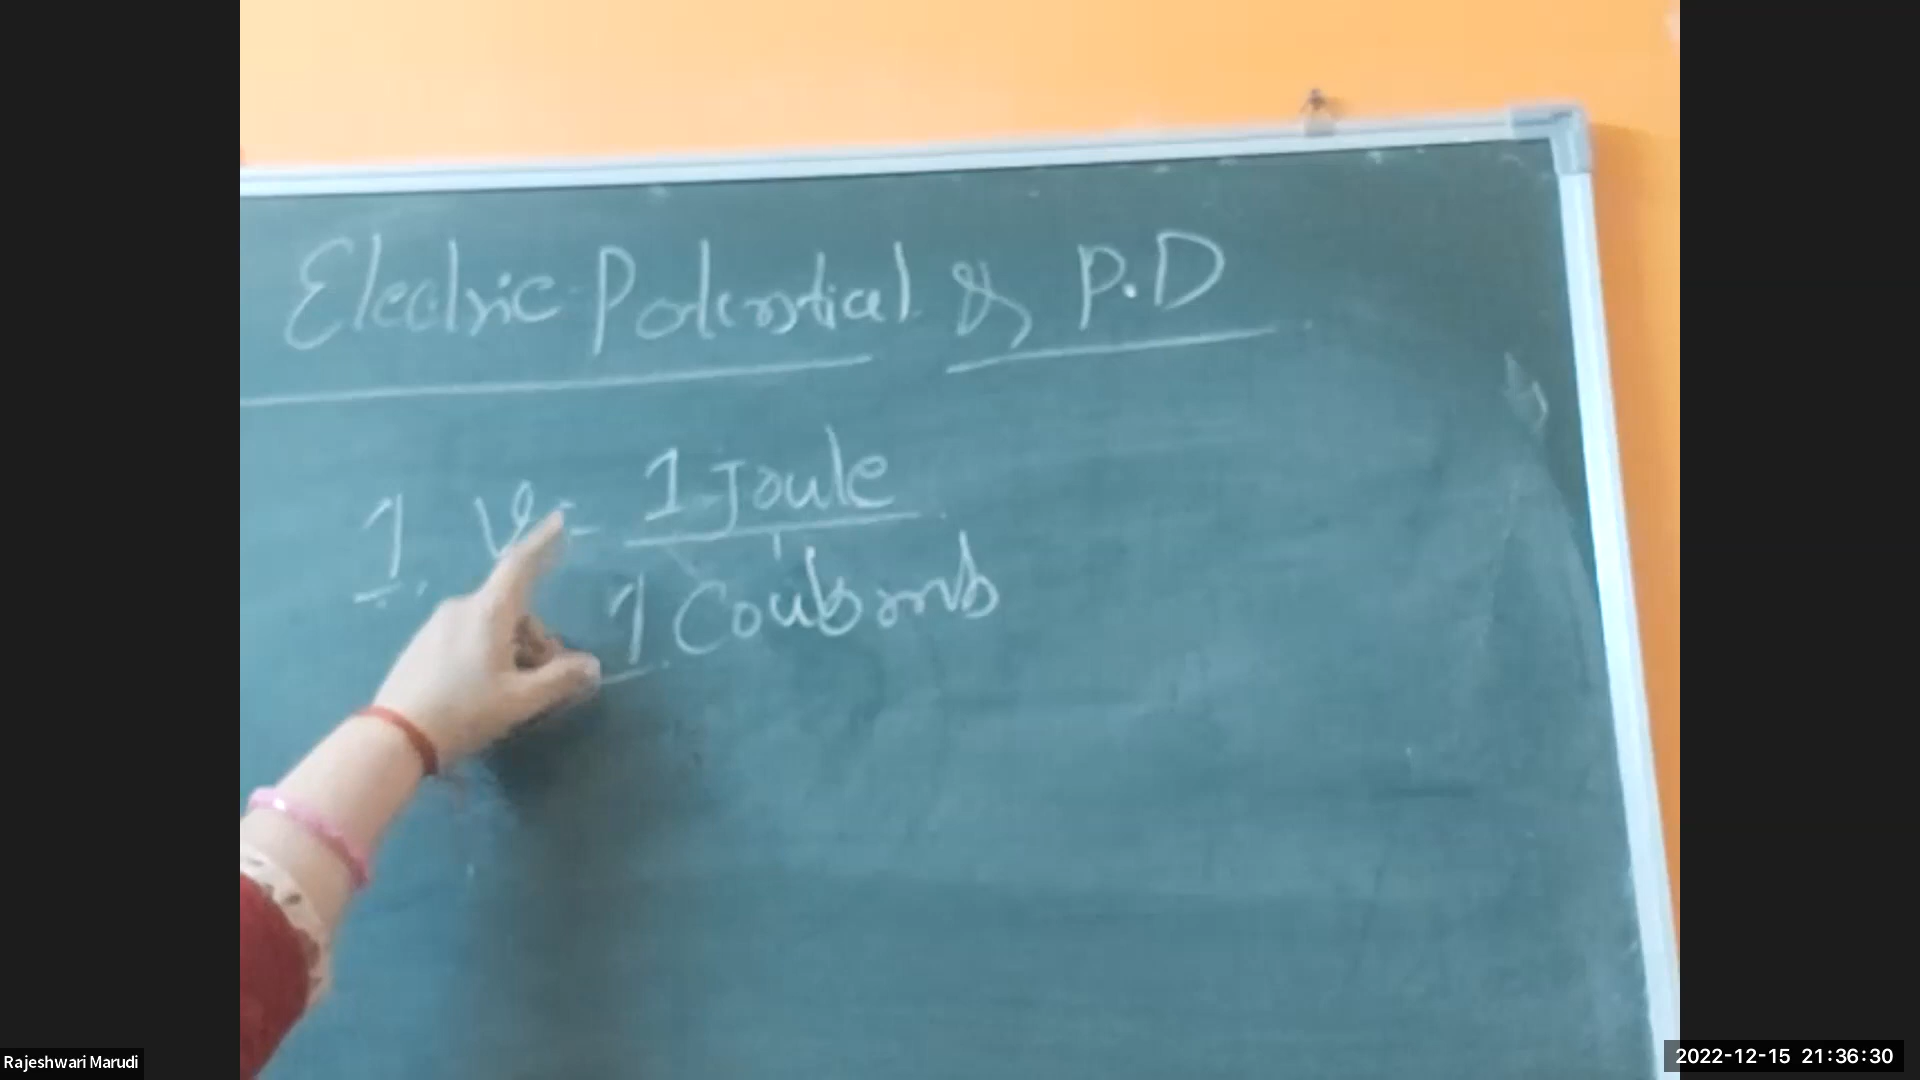 Electric Potential & P.D
1 V = 1 Joule
1 Coulomb
Rajeshwari Marudi
2022-12-15 21:36:30